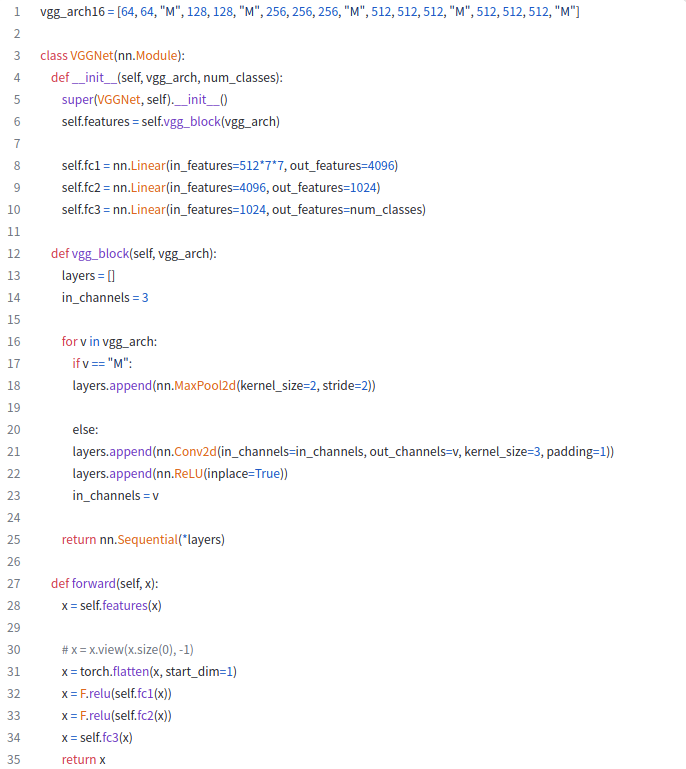 1 vgg_arch16 = [64, 64, "M", 128, 128, "M", 256, 256, 256, "M", 512, 512, 512, "M", 512, 512, 512, "M"]
2
3 class VGGNet(nn.Module):
4     def __init__(self, vgg_arch, num_classes):
5         super(VGGNet, self).__init__()
6         self.features = self.vgg_block(vgg_arch)
7
8         self.fc1 = nn.Linear(in_features=512*7*7, out_features=4096)
9         self.fc2 = nn.Linear(in_features=4096, out_features=1024)
10         self.fc3 = nn.Linear(in_features=1024, out_features=num_classes)
11
12     def vgg_block(self, vgg_arch):
13         layers = []
14         in_channels = 3
15
16         for v in vgg_arch:
17             if v == "M":
18             layers.append(nn.MaxPool2d(kernel_size=2, stride=2))
19
20             else:
21             layers.append(nn.Conv2d(in_channels=in_channels, out_channels=v, kernel_size=3, padding=1))
22             layers.append(nn.ReLU(inplace=True))
23             in_channels = v
24
25         return nn.Sequential(*layers)
26
27     def forward(self, x):
28         x = self.features(x)
29
30         # x = x.view(x.size(0), -1)
31         x = torch.flatten(x, start_dim=1)
32         x = F.relu(self.fc1(x))
33         x = F.relu(self.fc2(x))
34         x = self.fc3(x)
35         return x